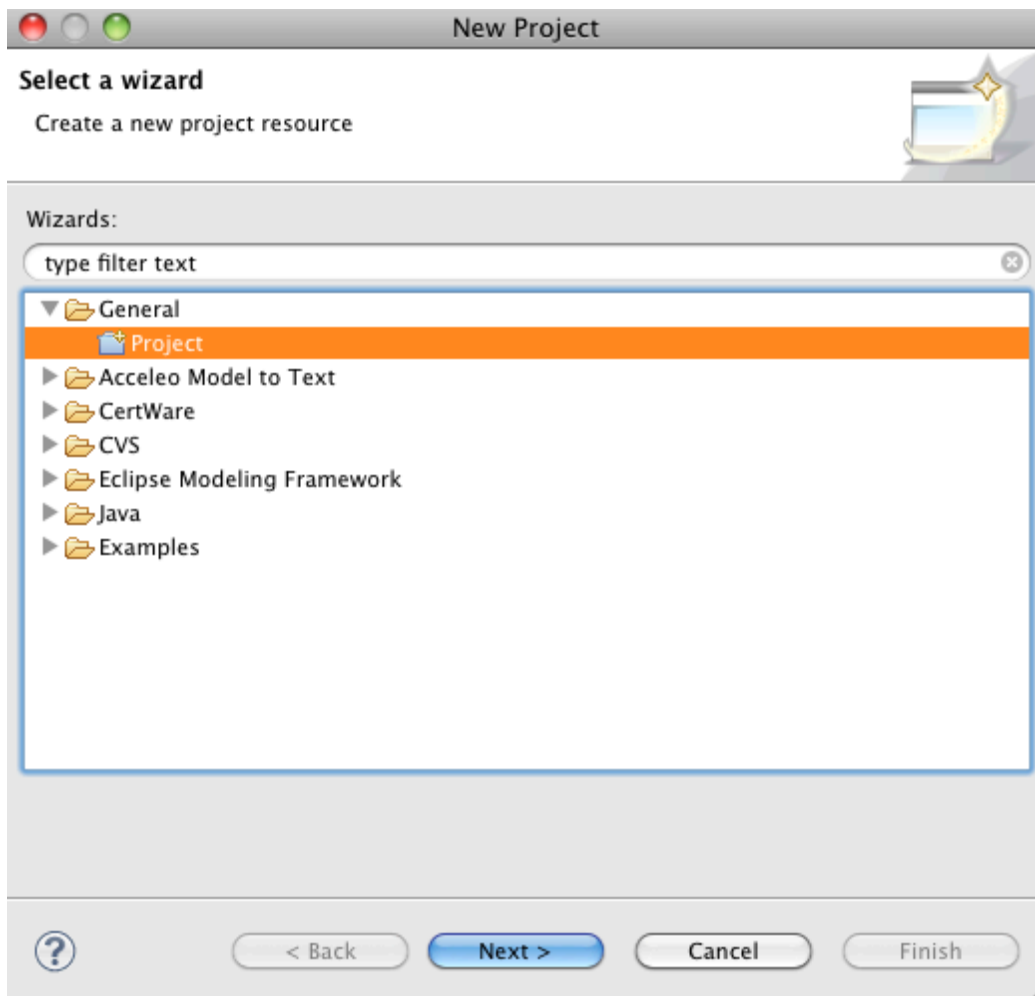 New Project
Select a wizard
Create a new project resource
Wizards:
type filter text
General
Project
Acceleo Model to Text
CertWare
CVS
Eclipse Modeling Framework
Java
Examples
?
< Back
Next >
Cancel
Finish